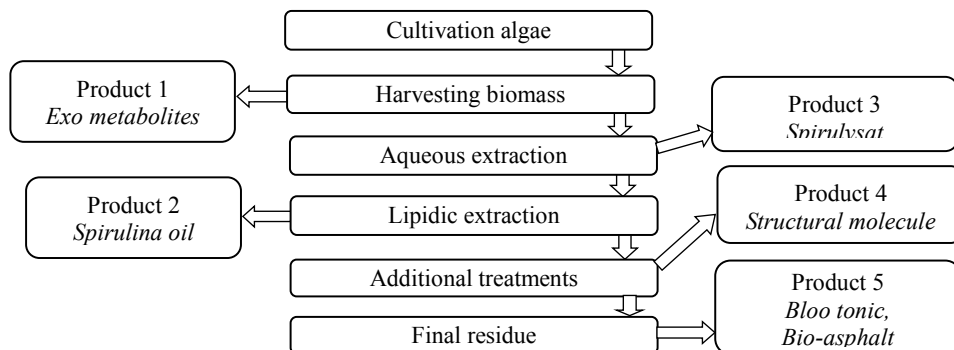 Cultivation algae
Product 1
Exo metabolites
Harvesting biomass
Product 3
Spirulysat
Aqueous extraction
Product 2
Spirulina oil
Lipidic extraction
Product 4
Structural molecule
Additional treatments
Product 5
Bloo tonic,
Bio-asphalt
Final residue